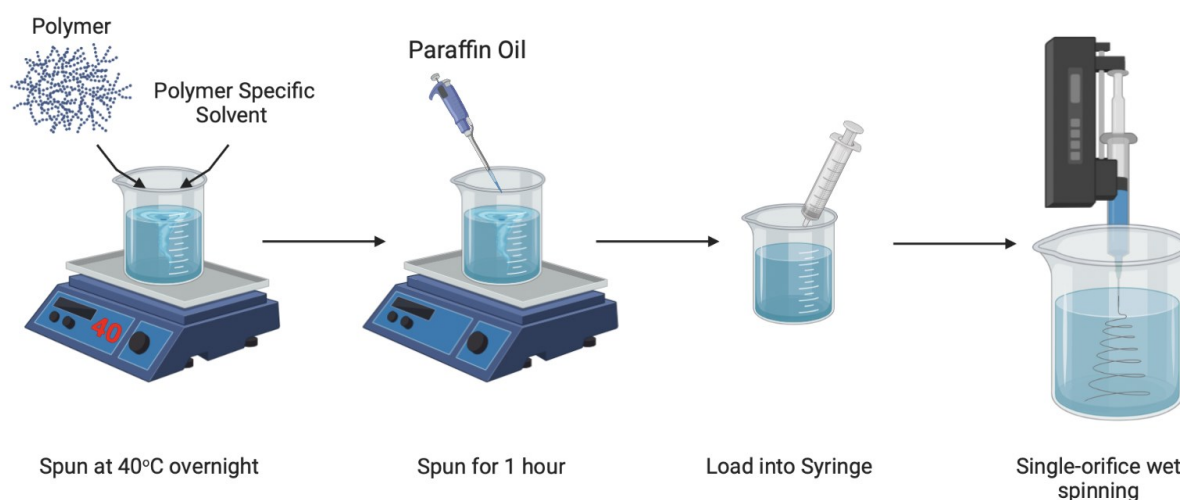 Polymer
Polymer Specific
Solvent
Paraffin Oil
40
Spun at 40°C overnight
Spun for 1 hour
Load into Syringe
Single-orifice wet
spinning